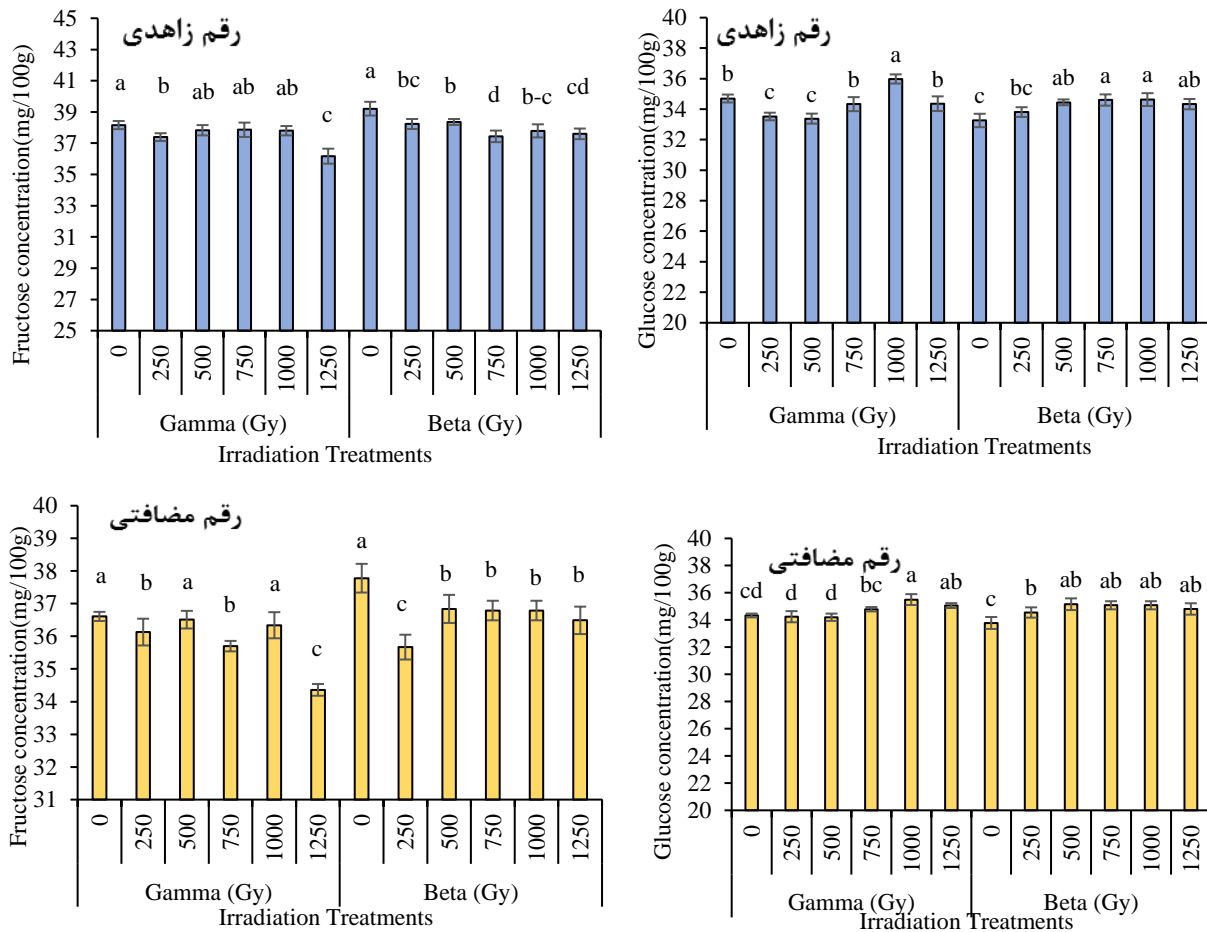 رقم زاهدی
Fructose concentration(mg/100g)
45
43
41
39
37
35
33
31
29
27
25
a b ab ab ab c a bc b d b-c cd
0 250 500 750 1000 1250 0 250 500 750 1000 1250
Gamma (Gy) Beta (Gy)
Irradiation Treatments
رقم زاهدی
Glucose concentration(mg/100g)
40
38
36
34
32
30
28
26
24
22
20
b c c b a b c bc ab a a ab
0 250 500 750 1000 1250 0 250 500 750 1000 1250
Gamma (Gy) Beta (Gy)
Irradiation Treatments
رقم مضافتی
Fructose concentration(mg/100g)
40
39
38
37
36
35
34
33
32
31
a b a b a c a c b b b b
0 250 500 750 1000 1250 0 250 500 750 1000 1250
Gamma (Gy) Beta (Gy)
Irradiation Treatments
رقم مضافتی
Glucose concentration(mg/100g)
40
38
36
34
32
30
28
26
24
22
20
cd d d bc a ab c b ab ab ab ab
0 250 500 750 1000 1250 0 250 500 750 1000 1250
Gamma (Gy) Beta (Gy)
Irradiation Treatments